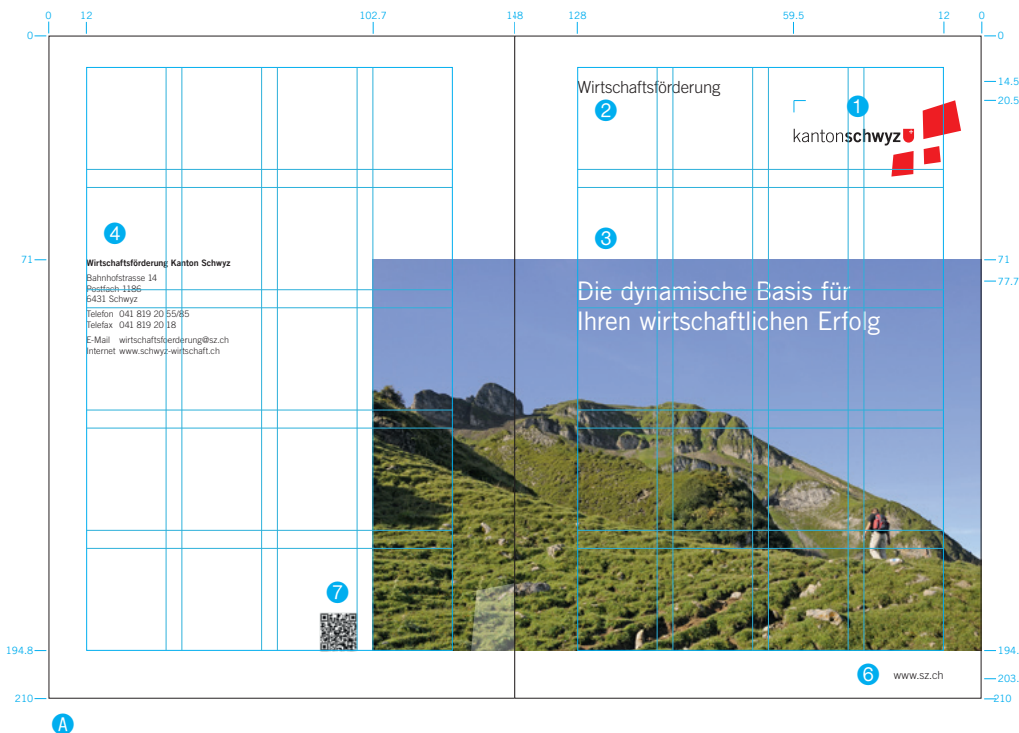 0 12 102.7 148 128 59.5 12 0
0 0
Wirtschaftsförderung
14.5
20.5
1
2
kantonschwyz
4
3
71 71
Wirtschaftsförderung Kanton Schwyz
Bahnhofstrasse 14
Postfach 1186
6431 Schwyz
Telefon 041 819 20 55/85
Telefax 041 819 20 18
E-Mail wirtschaftsfoerderung@sz.ch
Internet www.schwyz-wirtschaft.ch
77.7
Die dynamische Basis für
Ihren wirtschaftlichen Erfolg
7
194.8 194.
6 www.sz.ch
203.
210 210
A